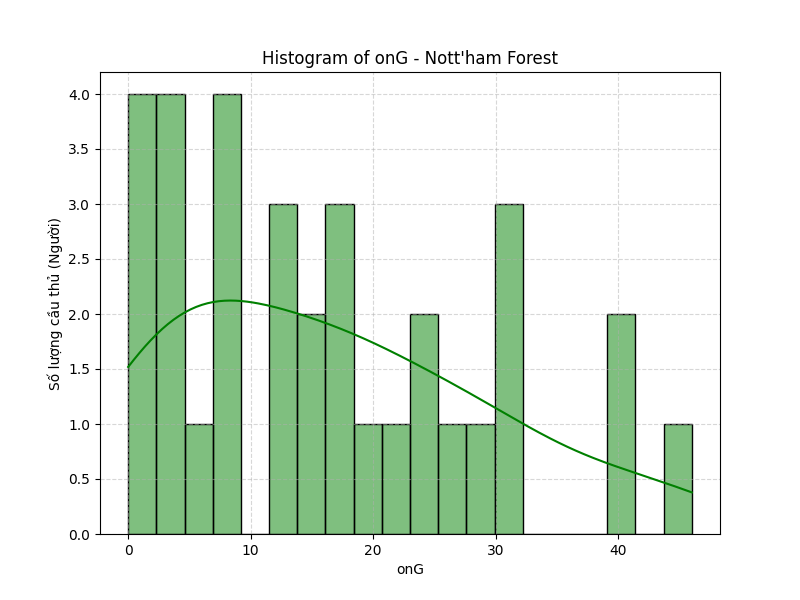 Histogram of onG - Nott'ham Forest
4.0
3.5
3.0
2.5
2.0
1.5
1.0
0.5
0.0
Số lượng cầu thủ (Người)
0 10 20 30 40
onG